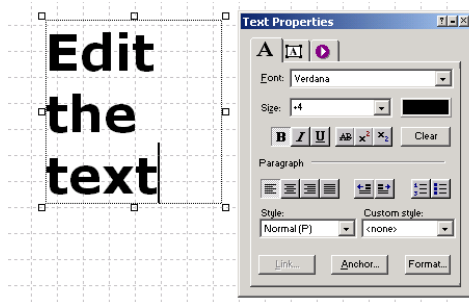 Edit
the
text
Text Properties
A
A
Font: Verdana
Size: +4
B I U AB x² x₂ Clear
Paragraph
Style: Custom style:
Normal (P) <none>
Link... Anchor... Format...